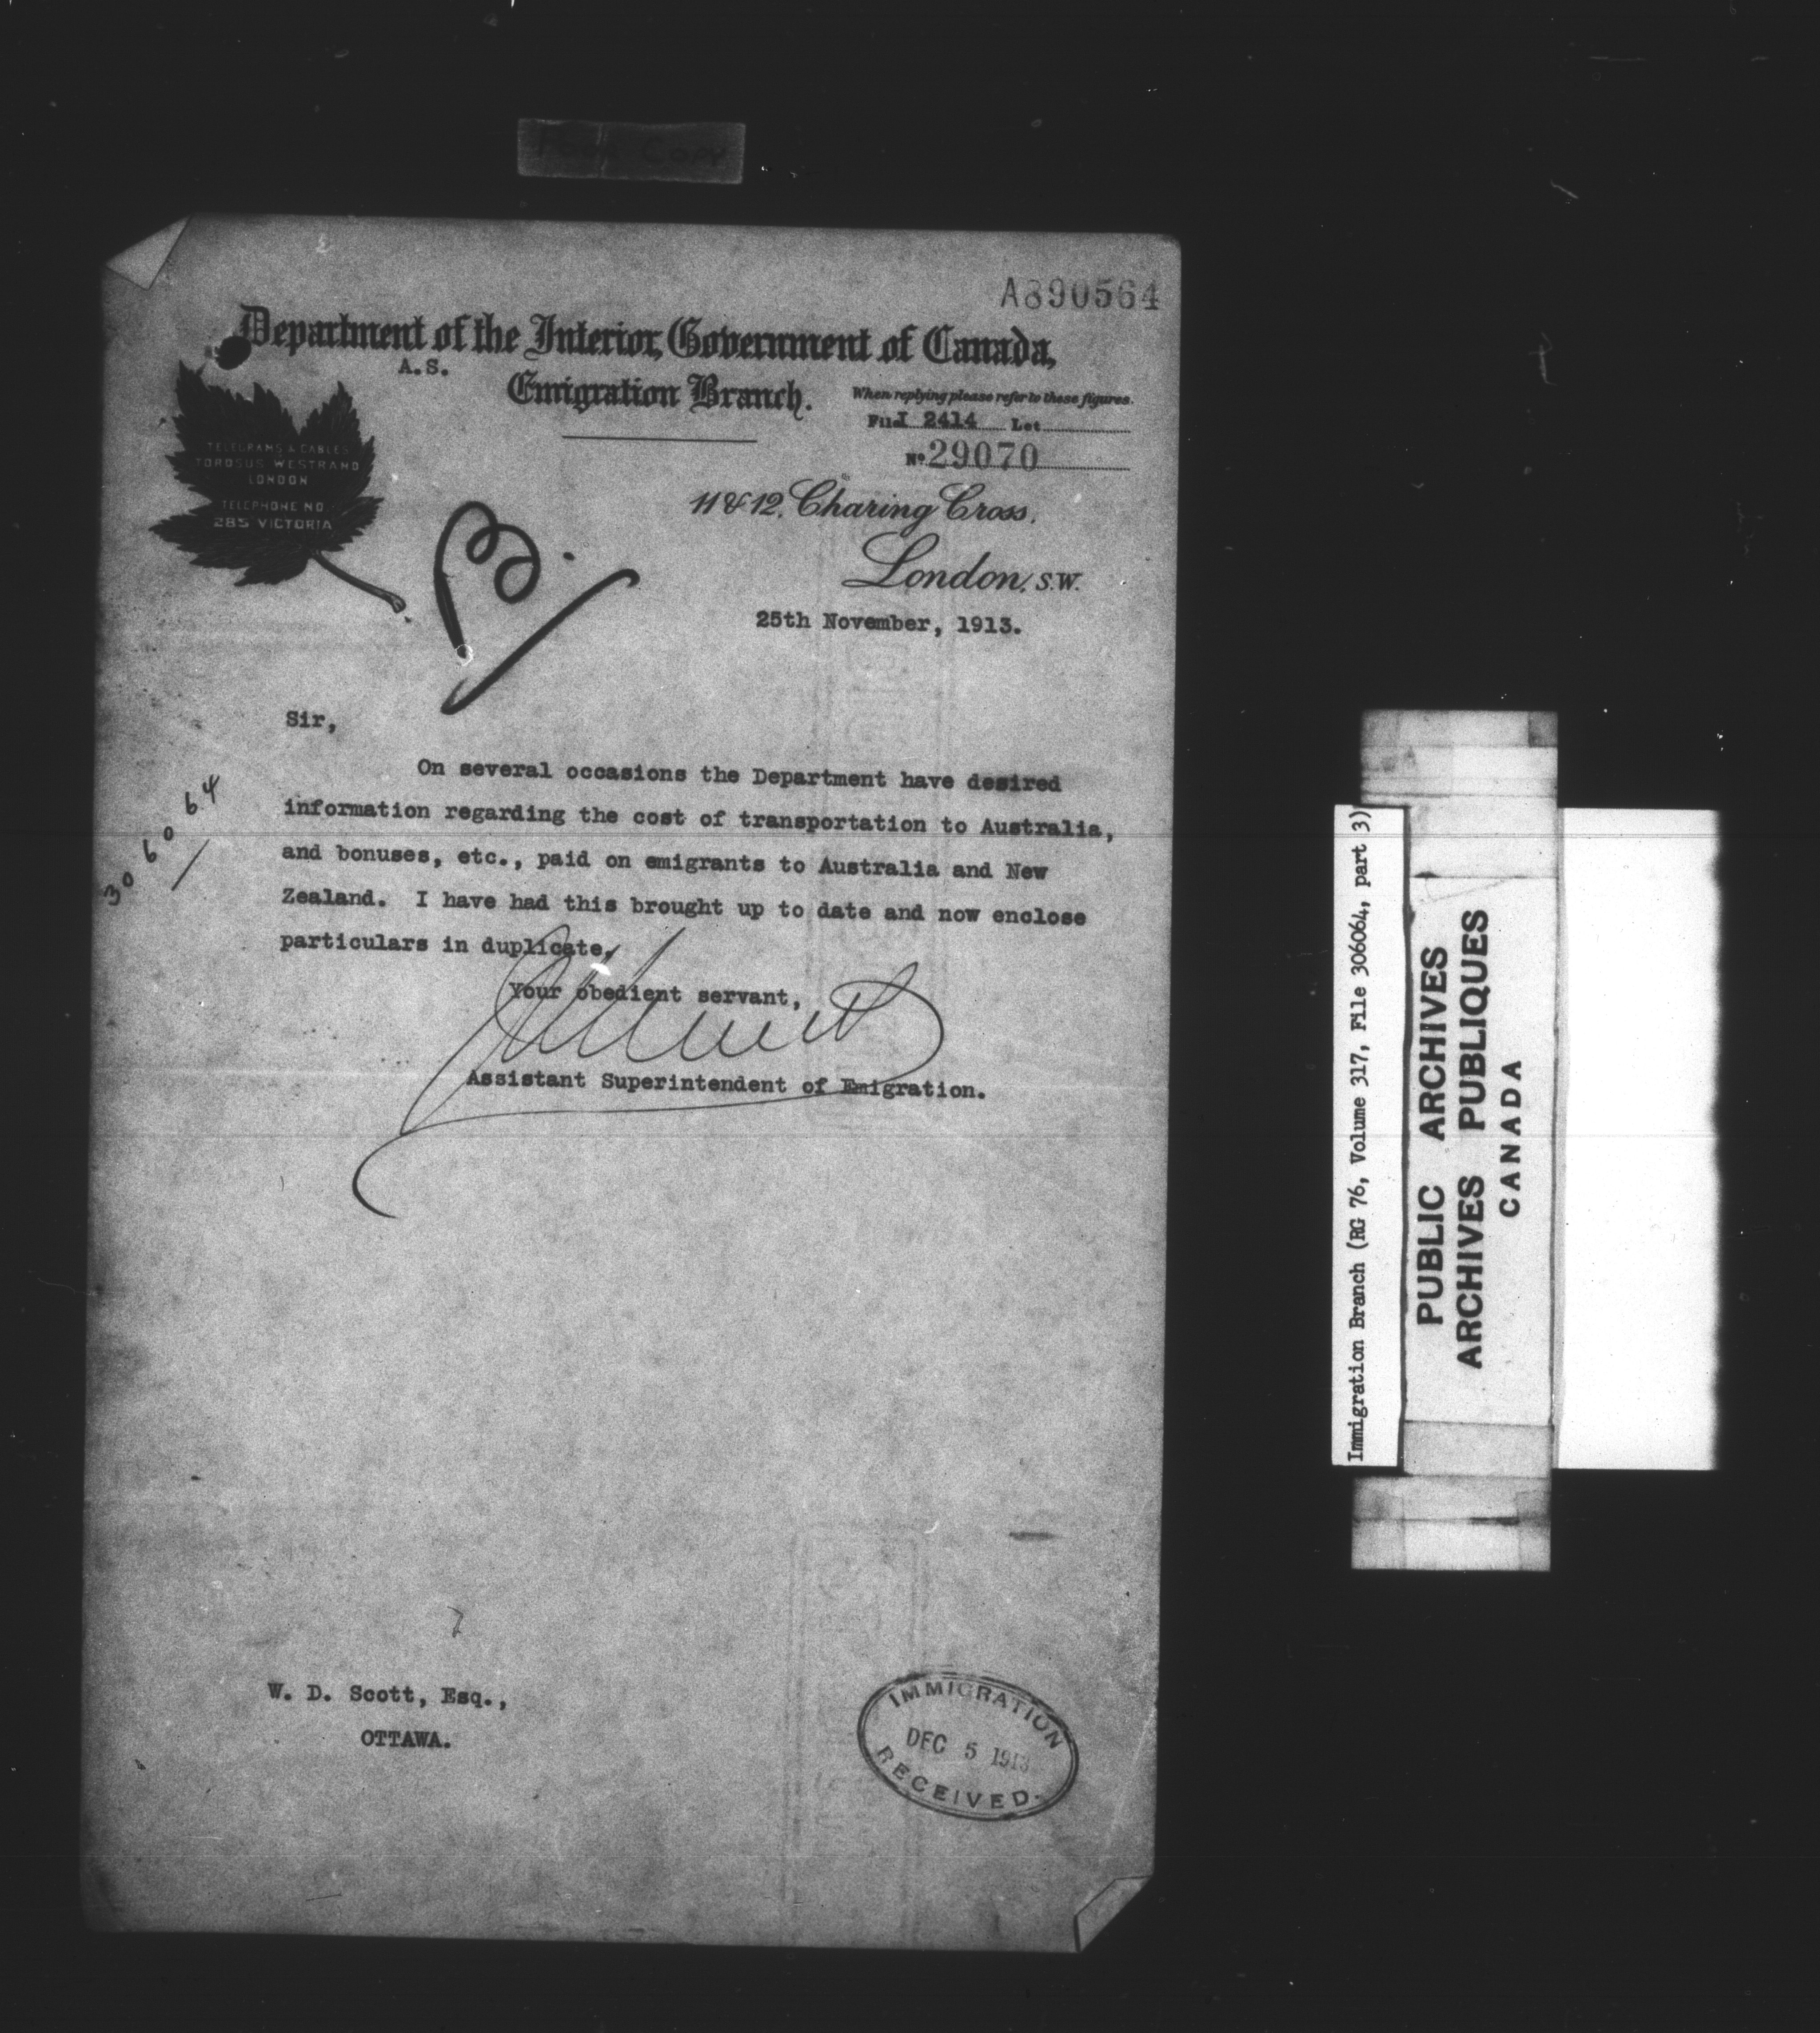 Copy
A890564
Department of the Interior, Government of Canada,
A.S.
Emigration Branch.
When replying please refer to these figures.
File I 2414 Let
No. 29070
TELEGRAMS & CABLES
TOROSUS WESTRAND
LONDON
TELEPHONE NO.
285 VICTORIA
11 & 12, Charing Cross,
London, S.W.
25th November, 1913.
Sir,
On several occasions the Department have desired
information regarding the cost of transportation to Australia,
and bonuses, etc., paid on emigrants to Australia and New
Zealand. I have had this brought up to date and now enclose
particulars in duplicate.
306064
Your obedient servant,
Assistant Superintendent of Emigration.
W. D. Scott, Esq.,
OTTAWA.
IMMIGRATION
DEC 5 1913
RECEIVED.
Immigration Branch (RG 76, Volume 317, File 306064, part 3)
PUBLIC ARCHIVES
ARCHIVES PUBLIQUES
CANADA